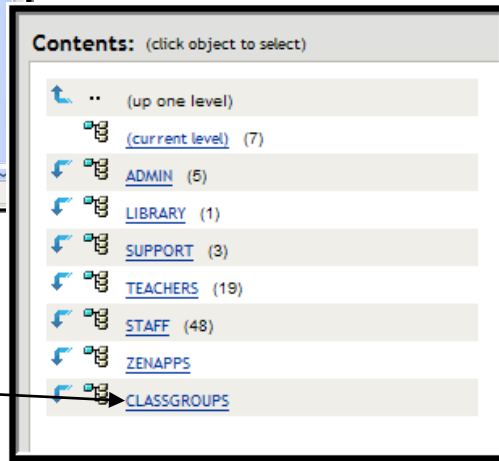 Contents: (click object to select)
.. (up one level)
(current level) (7)
ADMIN (5)
LIBRARY (1)
SUPPORT (3)
TEACHERS (19)
STAFF (48)
ZENAPPS
CLASSGROUPS